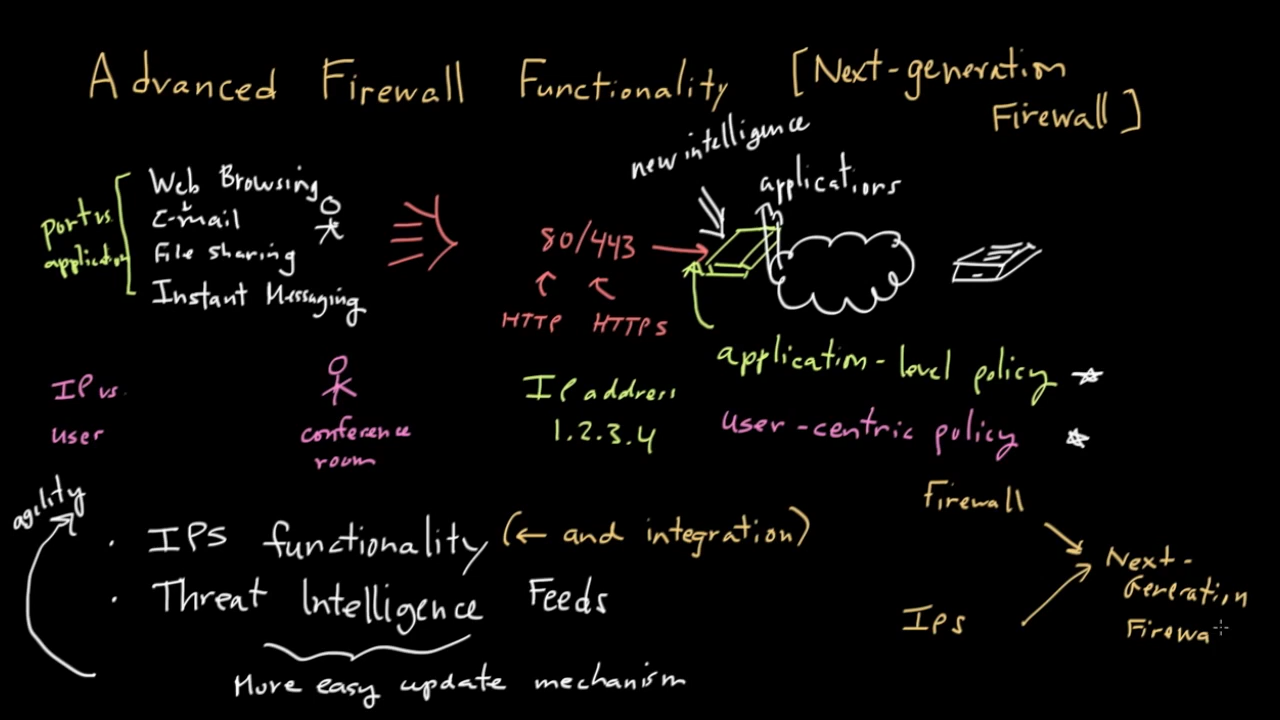 Advanced Firewall Functionality [Next-generation
Firewall]
new intelligence
applications
Web Browsing
E-mail
File sharing
Instant Messaging
port vs
application
80/443
HTTP HTTPS
application-level policy
IP vs.
user
conference
room
IP address
1.2.3.4
user-centric policy
agility
· IPS functionality (← and integration)
· Threat Intelligence Feeds
More easy update mechanism
Firewall
IPS
Next-
Generation
Firewa